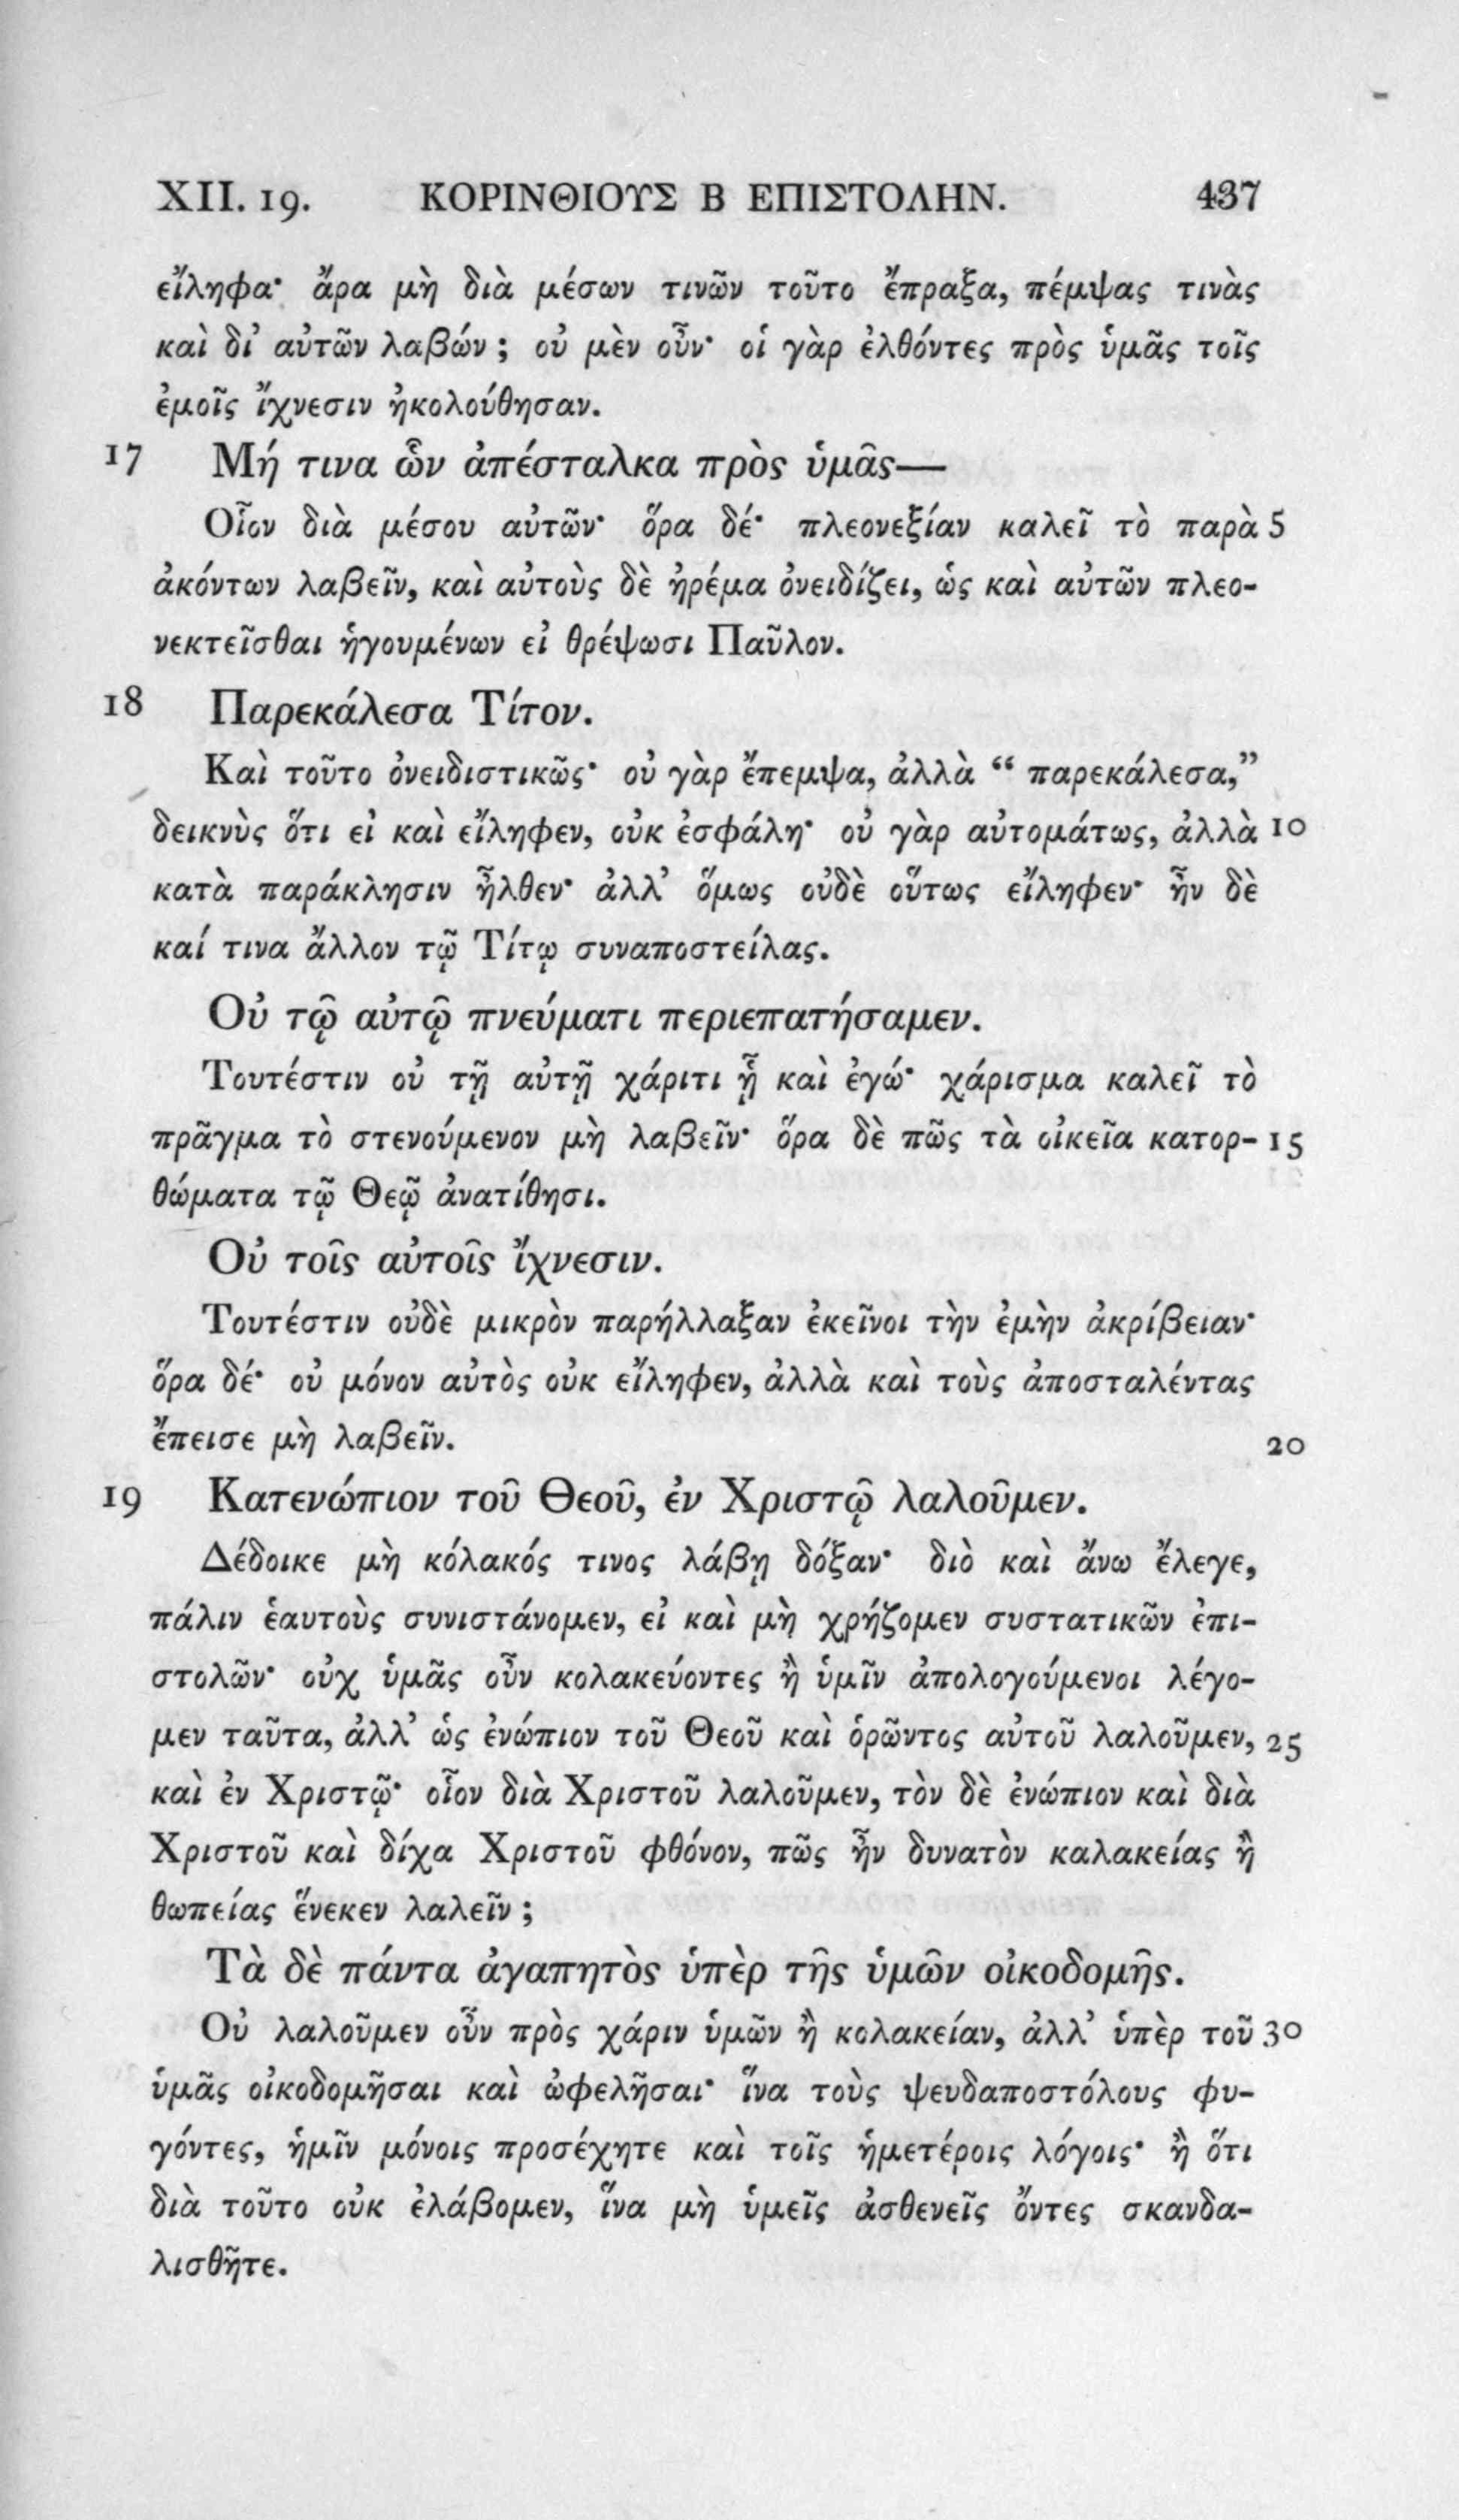 XII. 19. ΚΟΡΙΝΘΙΟΥΣ Β ΕΠΙΣΤΟΛΗΝ. 437
εἴληφα· ἄρα μὴ διὰ μέσων τινῶν τοῦτο ἔπραξα, πέμψας τινὰς
καὶ δι’ αὐτῶν λαβών ; οὐ μὲν οὖν· οἱ γὰρ ἐλθόντες πρὸς ὑμᾶς τοῖς
ἐμοῖς ἴχνεσιν ἠκολούθησαν.
17 Μή τινα ὧν ἀπέσταλκα πρὸς ὑμᾶς—
Οἷον διὰ μέσου αὐτῶν· ὅρα δέ· πλεονεξίαν καλεῖ τὸ παρὰ 5
ἀκόντων λαβεῖν, καὶ αὐτοὺς δὲ ἠρέμα ὀνειδίζει, ὡς καὶ αὐτῶν πλεο-
νεκτεῖσθαι ἡγουμένων εἰ θρέψωσι Παῦλον.
18 Παρεκάλεσα Τίτον.
Καὶ τοῦτο ὀνειδιστικῶς· οὐ γὰρ ἔπεμψα, ἀλλὰ “ παρεκάλεσα,”
δεικνὺς ὅτι εἰ καὶ εἴληφεν, οὐκ ἐσφάλη· οὐ γὰρ αὐτομάτως, ἀλλὰ 10
κατὰ παράκλησιν ἦλθεν· ἀλλ’ ὅμως οὐδὲ οὕτως εἴληφεν· ἦν δὲ
καί τινα ἄλλον τῷ Τίτῳ συναποστείλας.
Οὐ τῷ αὐτῷ πνεύματι περιεπατήσαμεν.
Τουτέστιν οὐ τῇ αὐτῇ χάριτι ᾗ καὶ ἐγώ· χάρισμα καλεῖ τὸ
πρᾶγμα τὸ στενούμενον μὴ λαβεῖν· ὅρα δὲ πῶς τὰ οἰκεῖα κατορ- 15
θώματα τῷ Θεῷ ἀνατίθησι.
Οὐ τοῖς αὐτοῖς ἴχνεσιν.
Τουτέστιν οὐδὲ μικρὸν παρήλλαξαν ἐκεῖνοι τὴν ἐμὴν ἀκρίβειαν·
ὅρα δέ· οὐ μόνον αὐτὸς οὐκ εἴληφεν, ἀλλὰ καὶ τοὺς ἀποσταλέντας
ἔπεισε μὴ λαβεῖν. 20
19 Κατενώπιον τοῦ Θεοῦ, ἐν Χριστῷ λαλοῦμεν.
Δέδοικε μὴ κόλακός τινος λάβῃ δόξαν· διὸ καὶ ἄνω ἔλεγε,
πάλιν ἑαυτοὺς συνιστάνομεν, εἰ καὶ μὴ χρῄζομεν συστατικῶν ἐπι-
στολῶν· οὐχ ὑμᾶς οὖν κολακεύοντες ἢ ὑμῖν ἀπολογούμενοι λέγο-
μεν ταῦτα, ἀλλ’ ὡς ἐνώπιον τοῦ Θεοῦ καὶ ὁρῶντος αὐτοῦ λαλοῦμεν, 25
καὶ ἐν Χριστῷ· οἷον διὰ Χριστοῦ λαλοῦμεν, τὸν δὲ ἐνώπιον καὶ διὰ
Χριστοῦ καὶ δίχα Χριστοῦ φθόνον, πῶς ἦν δυνατὸν καλακείας ἢ
θωπείας ἕνεκεν λαλεῖν ;
Τὰ δὲ πάντα ἀγαπητὸς ὑπὲρ τῆς ὑμῶν οἰκοδομῆς.
Οὐ λαλοῦμεν οὖν πρὸς χάριν ὑμῶν ἢ κολακείαν, ἀλλ’ ὑπὲρ τοῦ 30
ὑμᾶς οἰκοδομῆσαι καὶ ὠφελῆσαι· ἵνα τοὺς ψευδαποστόλους φυ-
γόντες, ἡμῖν μόνοις προσέχητε καὶ τοῖς ἡμετέροις λόγοις· ἢ ὅτι
διὰ τοῦτο οὐκ ἐλάβομεν, ἵνα μὴ ὑμεῖς ἀσθενεῖς ὄντες σκανδα-
λισθῆτε.